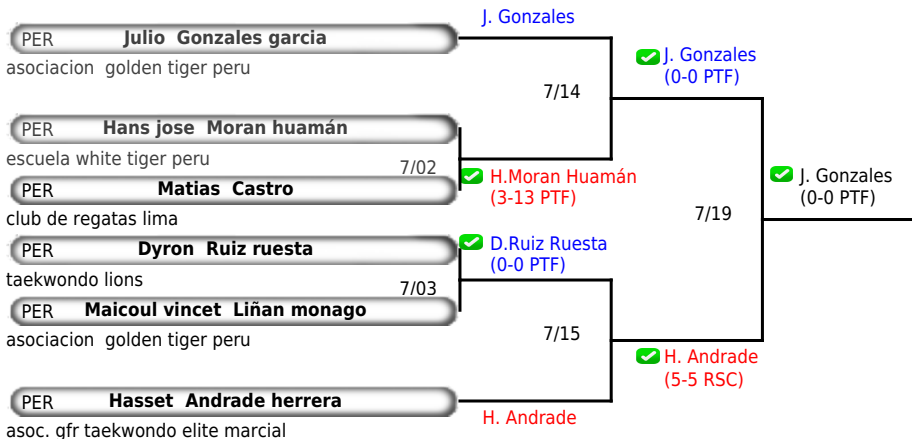 J. Gonzales
PER Julio Gonzales garcia
asociacion golden tiger peru
J. Gonzales
(0-0 PTF)
7/14
PER Hans jose Moran huamán
escuela white tiger peru
7/02
H.Moran Huamán
(3-13 PTF)
PER Matias Castro
club de regatas lima
J. Gonzales
(0-0 PTF)
7/19
PER Dyron Ruiz ruesta
taekwondo lions
D.Ruiz Ruesta
(0-0 PTF)
7/03
PER Maicoul vincet Liñan monago
asociacion golden tiger peru
7/15
H. Andrade
(5-5 RSC)
PER Hasset Andrade herrera
asoc. gfr taekwondo elite marcial
H. Andrade